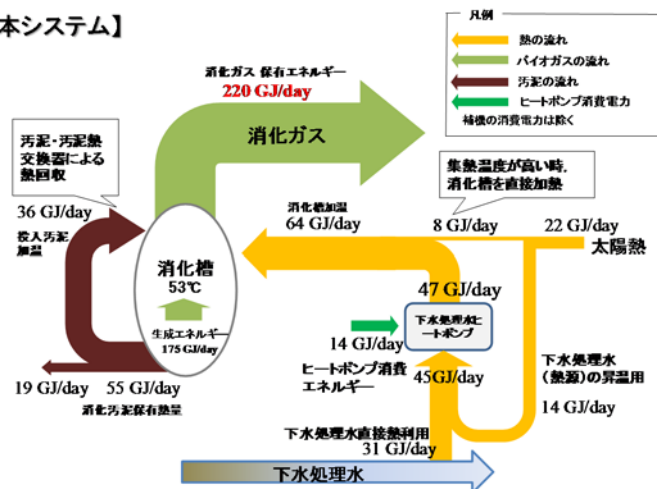 本システム】
凡例
熱の流れ
バイオガスの流れ
汚泥の流れ
ヒートポンプ消費電力
補機の消費電力は除く
消化ガス 保有エネルギー
220 GJ/day
消化ガス
汚泥・汚泥熱
交換器による
熱回収
36 GJ/day
投入汚泥
加温
集熱温度が高い時、
消化槽を直接加熱
消化槽加温
64 GJ/day
8 GJ/day
22 GJ/day
太陽熱
消化槽
53℃
生成エネルギー
175 GJ/day
47 GJ/day
下水処理水ヒ
ートポンプ
14 GJ/day
ヒートポンプ消費
エネルギー
45GJ/day
下水処理水
(熱源)の昇温用
14 GJ/day
19 GJ/day
55 GJ/day
消化汚泥保有熱量
下水処理水直接熱利用
31 GJ/day
下水処理水